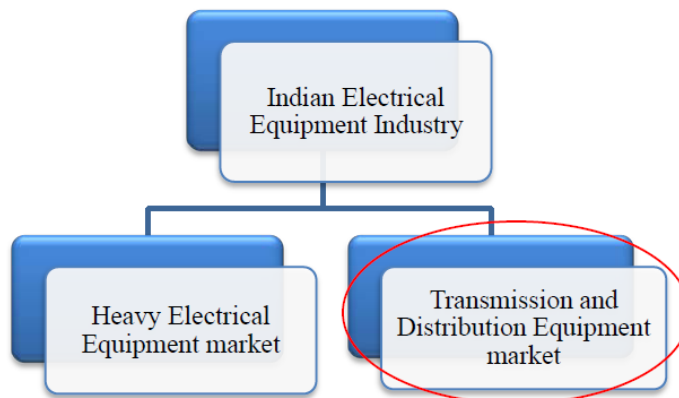 Indian Electrical
Equipment Industry
Heavy Electrical
Equipment market
Transmission and
Distribution Equipment
market